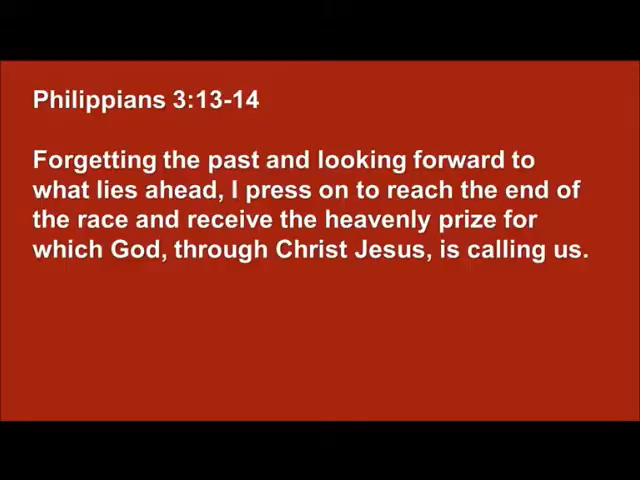 Philippians 3:13-14
Forgetting the past and looking forward to
what lies ahead, I press on to reach the end of
the race and receive the heavenly prize for
which God, through Christ Jesus, is calling us.